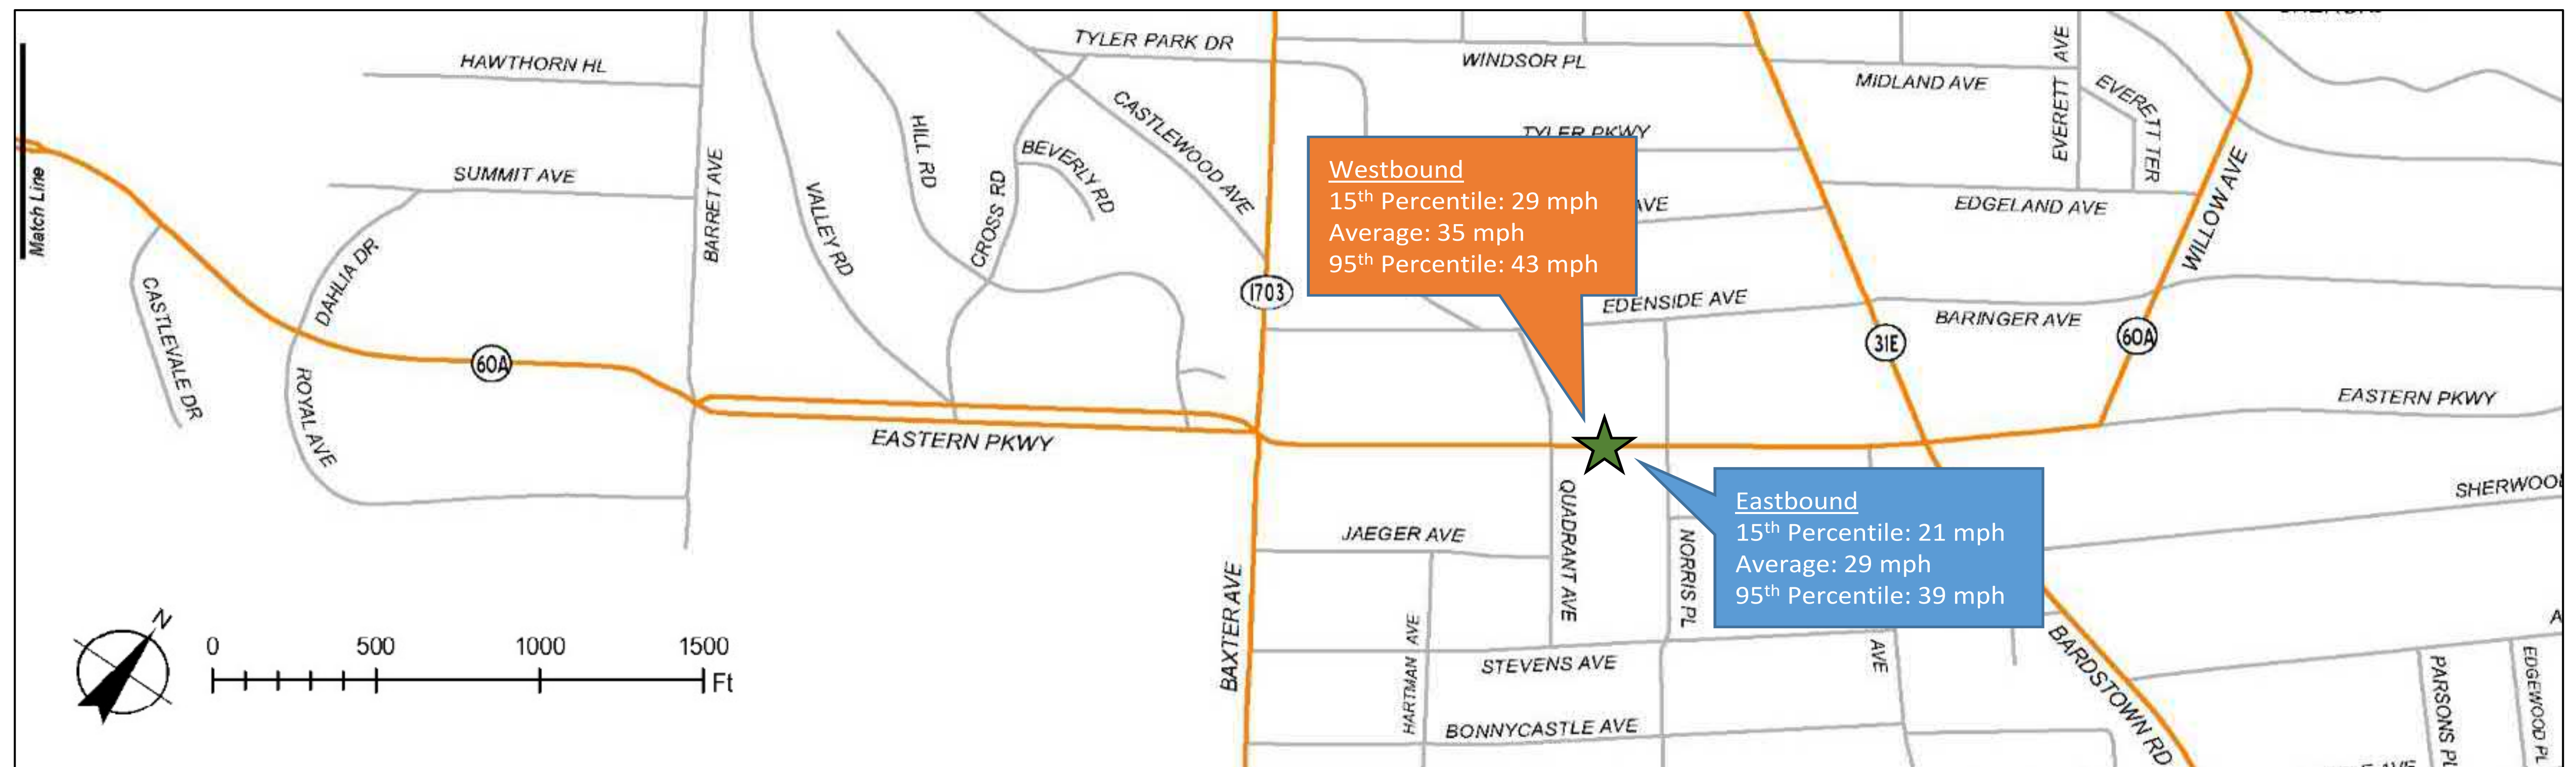 TYLER PARK DR
HAWTHORN HL
WINDSOR PL
MIDLAND AVE
EVERETT AVE
EVERETT TER
CASTLEWOOD AVE
HILL RD
BEVERLY RD
TYLER PKWY
Match Line
SUMMIT AVE
BARRET AVE
VALLEY RD
CROSS RD
Westbound
15th Percentile: 29 mph
Average: 35 mph
95th Percentile: 43 mph
AVE
EDGELAND AVE
WILLOW AVE
DAHLIA DR
CASTLEVALE DR
1703
EDENSIDE AVE
BARINGER AVE
31E
60A
60A
ROYAL AVE
EASTERN PKWY
EASTERN PKWY
Eastbound
15th Percentile: 21 mph
Average: 29 mph
95th Percentile: 39 mph
SHERWOO
QUADRANT AVE
JAEGER AVE
NORRIS PL
BAXTER AVE
HARTMAN AVE
STEVENS AVE
AVE
BARDSTOWN RD
A
PARSONS PL
EDGEWOOD PL
BONNYCASTLE AVE
N
0 500 1000 1500
Ft
AVE